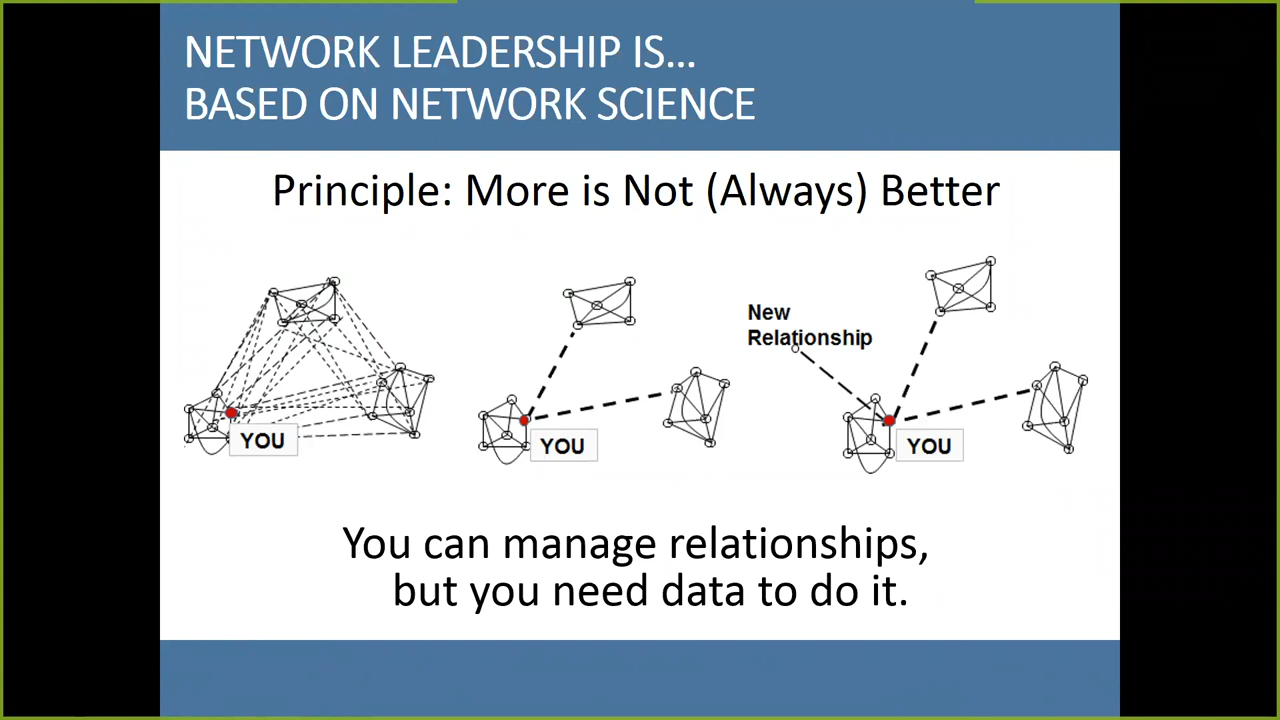 NETWORK LEADERSHIP IS…
BASED ON NETWORK SCIENCE
Principle: More is Not (Always) Better
YOU
YOU
New
Relationship
YOU
You can manage relationships,
but you need data to do it.